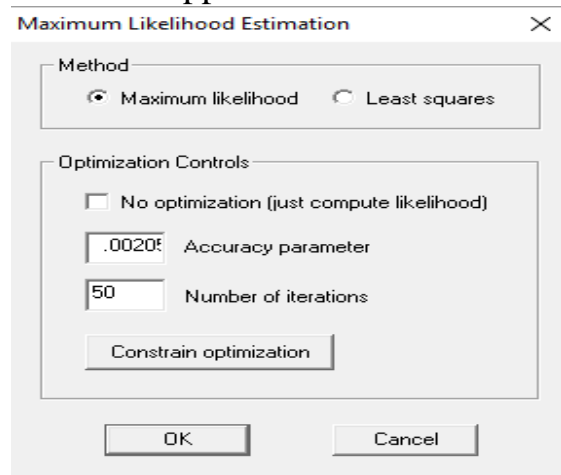 Maximum Likelihood Estimation
Method
Maximum likelihood Least squares
Optimization Controls
No optimization (just compute likelihood)
.00205 Accuracy parameter
50 Number of iterations
Constrain optimization
OK Cancel